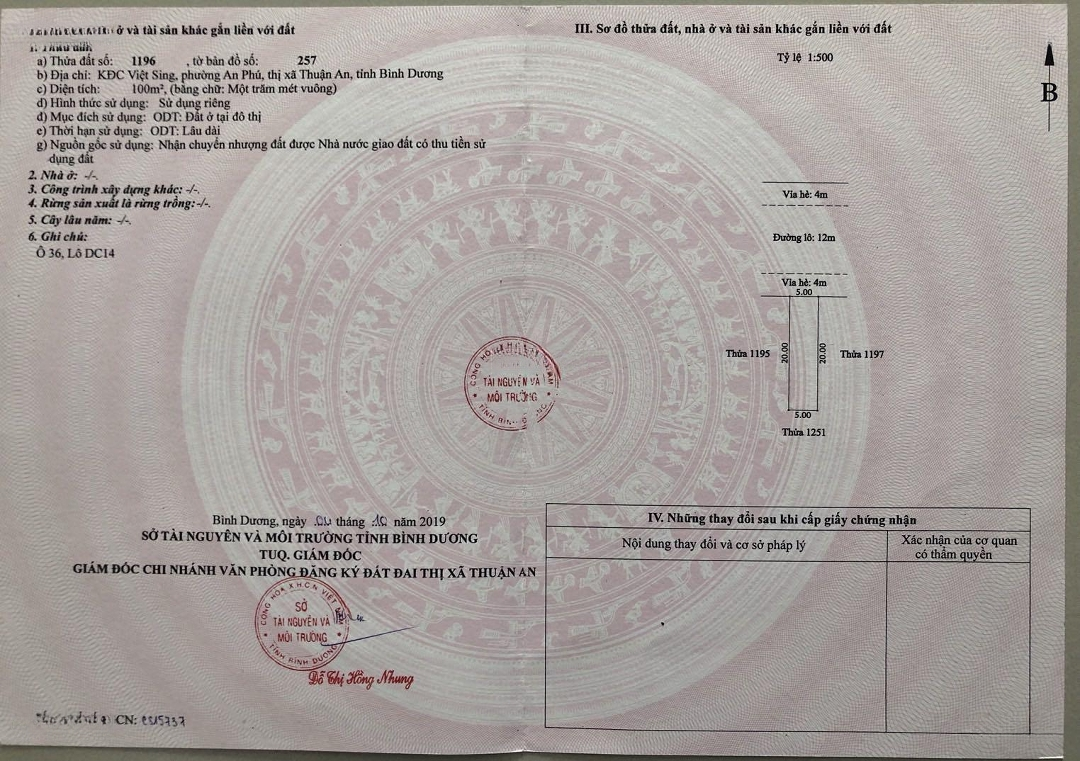 ở và tài sản khác gắn liền với đất
a) Thửa đất số: 1196 , tờ bản đồ số: 257
b) Địa chỉ: KĐC Việt Sing, phường An Phú, thị xã Thuận An, tỉnh Bình Dương
c) Diện tích: 100m², (bằng chữ: Một trăm mét vuông)
d) Hình thức sử dụng: Sử dụng riêng
đ) Mục đích sử dụng: ODT: Đất ở tại đô thị
e) Thời hạn sử dụng: ODT: Lâu dài
g) Nguồn gốc sử dụng: Nhận chuyển nhượng đất được Nhà nước giao đất có thu tiền sử
dụng đất
2. Nhà ở: -/-.
3. Công trình xây dựng khác: -/-.
4. Rừng sản xuất là rừng trồng:-/-.
5. Cây lâu năm: -/-.
6. Ghi chú:
Ô 36, Lô DC14
TÀI NGUYÊN VÀ
MÔI TRƯỜNG
Bình Dương, ngày tháng 10 năm 2019
SỞ TÀI NGUYÊN VÀ MÔI TRƯỜNG TỈNH BÌNH DƯƠNG
TUQ. GIÁM ĐỐC
GIÁM ĐỐC CHI NHÁNH VĂN PHÒNG ĐĂNG KÝ ĐẤT ĐAI THỊ XÃ THUẬN AN
CỘNG HÒA X.H.C.N VIỆT
SỞ
TÀI NGUYÊN VÀ
MÔI TRƯỜNG
TỈNH BÌNH DƯƠNG
Đỗ Thị Hồng Nhung
CN:
III. Sơ đồ thửa đất, nhà ở và tài sản khác gắn liền với đất
Tỷ lệ 1:500
B
Vỉa hè: 4m
Đường lô: 12m
Vỉa hè: 4m
5.00
Thửa 1195
20.00
20.00
Thửa 1197
5.00
Thửa 1251
IV. Những thay đổi sau khi cấp giấy chứng nhận
Nội dung thay đổi và cơ sở pháp lý
Xác nhận của cơ quan
có thẩm quyền